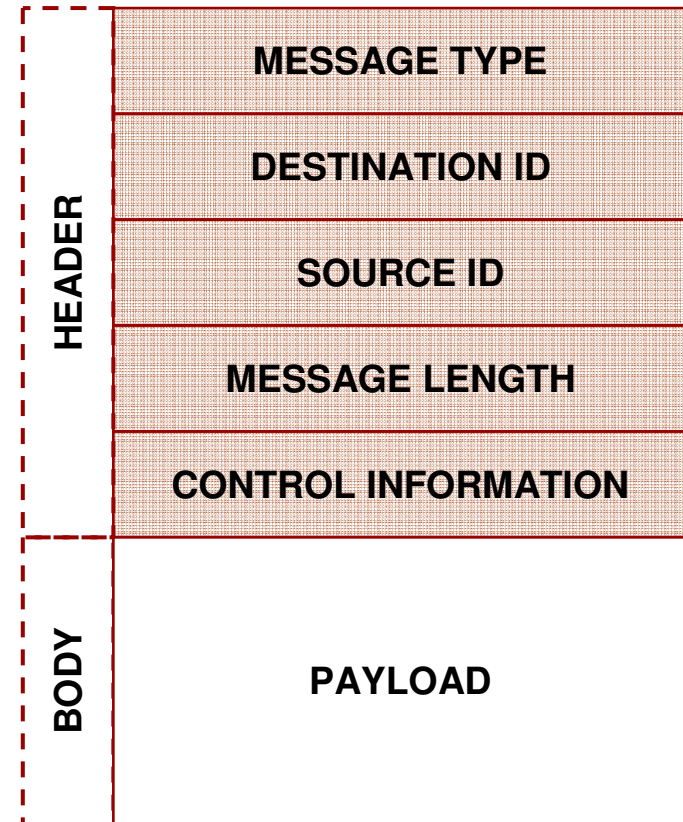 HEADER
MESSAGE TYPE
DESTINATION ID
SOURCE ID
MESSAGE LENGTH
CONTROL INFORMATION
BODY
PAYLOAD